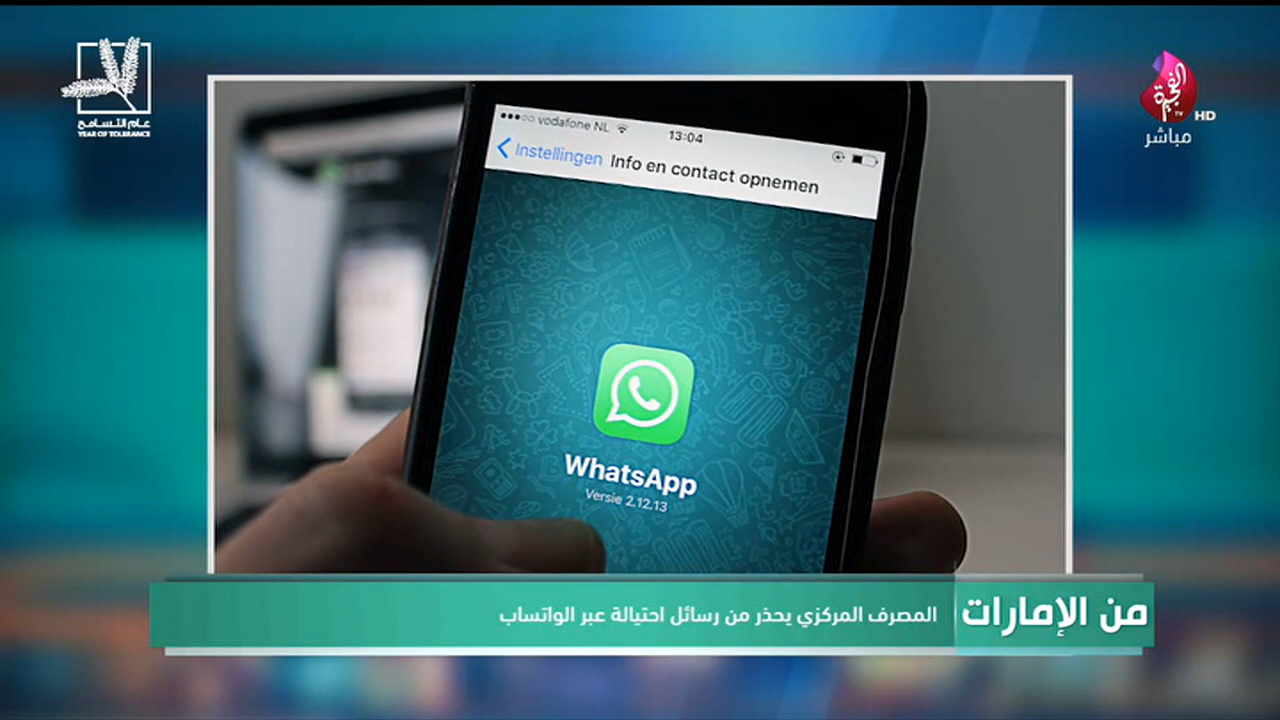 عام التسامح
YEAR OF TOLERANCE
الفجيرة
TV
HD
مباشر
vodafone NL
13:04
Instellingen
Info en contact opnemen
WhatsApp
Versie 2.12.13
من الإمارات
المصرف المركزي يحذر من رسائل احتيالة عبر الواتساب